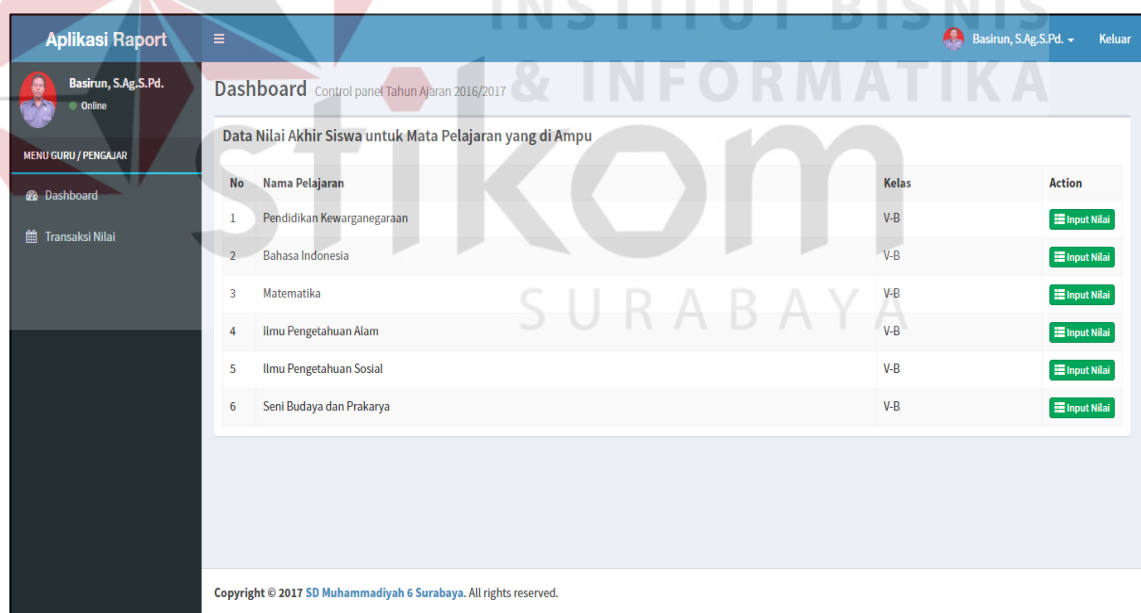 INSTITUT BISNIS
& INFORMATIKA
stikom
SURABAYA
Aplikasi Raport
Basirun, S.Ag.S.Pd.
Keluar
Basirun, S.Ag.S.Pd.
Online
MENU GURU / PENGAJAR
Dashboard
Transaksi Nilai
Dashboard Control panel Tahun Ajaran 2016/2017
Data Nilai Akhir Siswa untuk Mata Pelajaran yang di Ampu
No Nama Pelajaran Kelas Action
1 Pendidikan Kewarganegaraan V-B Input Nilai
2 Bahasa Indonesia V-B Input Nilai
3 Matematika V-B Input Nilai
4 Ilmu Pengetahuan Alam V-B Input Nilai
5 Ilmu Pengetahuan Sosial V-B Input Nilai
6 Seni Budaya dan Prakarya V-B Input Nilai
Copyright © 2017 SD Muhammadiyah 6 Surabaya. All rights reserved.